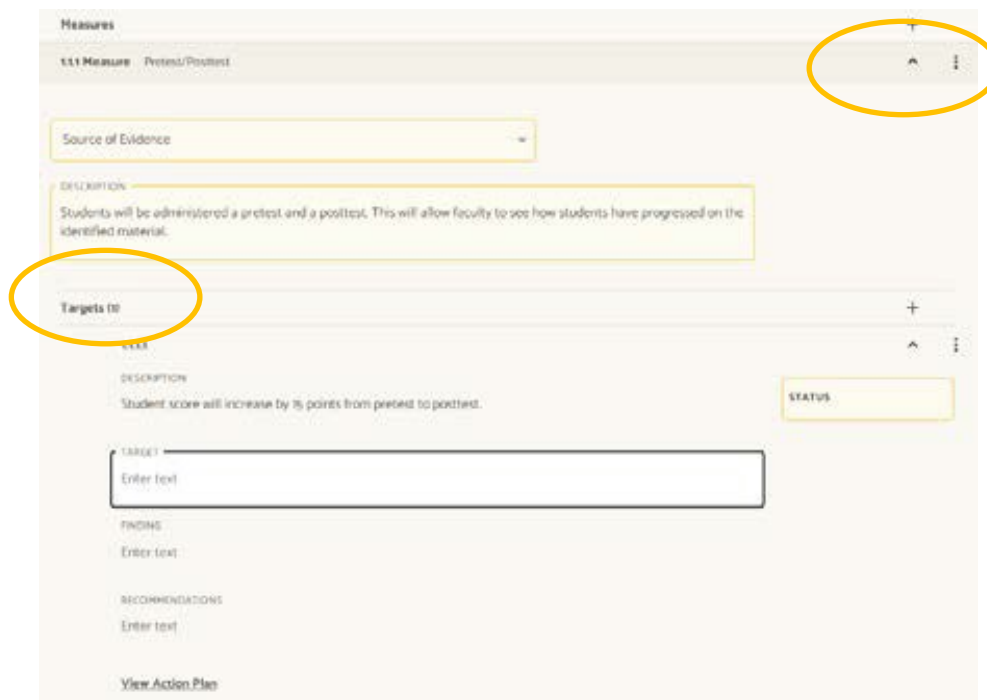 Measures +
1.1.1 Measure Pretest/Posttest
Source of Evidence
DESCRIPTION
Students will be administered a pretest and a posttest. This will allow faculty to see how students have progressed on the
identified material.
Targets (1) +
DESCRIPTION
Student score will increase by 15 points from pretest to posttest.
STATUS
TARGET
Enter text
FINDING
Enter text
RECOMMENDATIONS
Enter text
View Action Plan